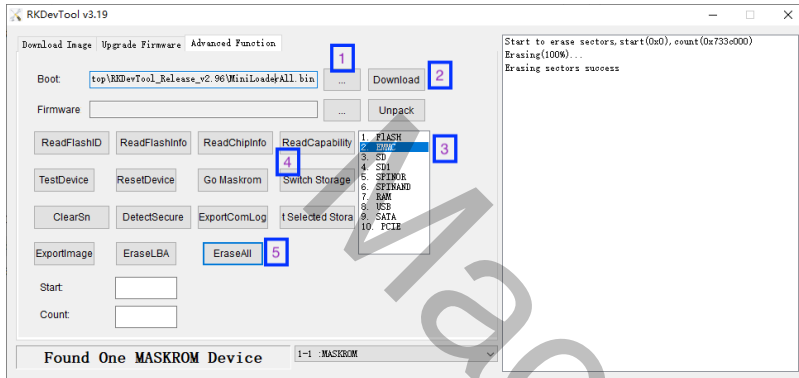 RKDevTool v3.19
Download Image Upgrade Firmware Advanced Function
1
Boot: top\RKDevTool_Release_v2.96\MiniLoaderAll.bin ... Download 2
Firmware ... Unpack
ReadFlashID ReadFlashInfo ReadChipInfo ReadCapability
TestDevice ResetDevice Go Maskrom 4 Switch Storage
ClearSn DetectSecure ExportComLog t Selected Stora
ExportImage EraseLBA EraseAll 5
Start:
Count:
1. FlASH
2. EMMC
3. SD
4. SD1
5. SPINOR
6. SPINAND
7. RAM
8. USB
9. SATA
10. PCIE
3
Found One MASKROM Device 1-1 :MASKROM
Start to erase sectors,start(0x0),count(0x733c000)
Erasing(100%)...
Erasing sectors success